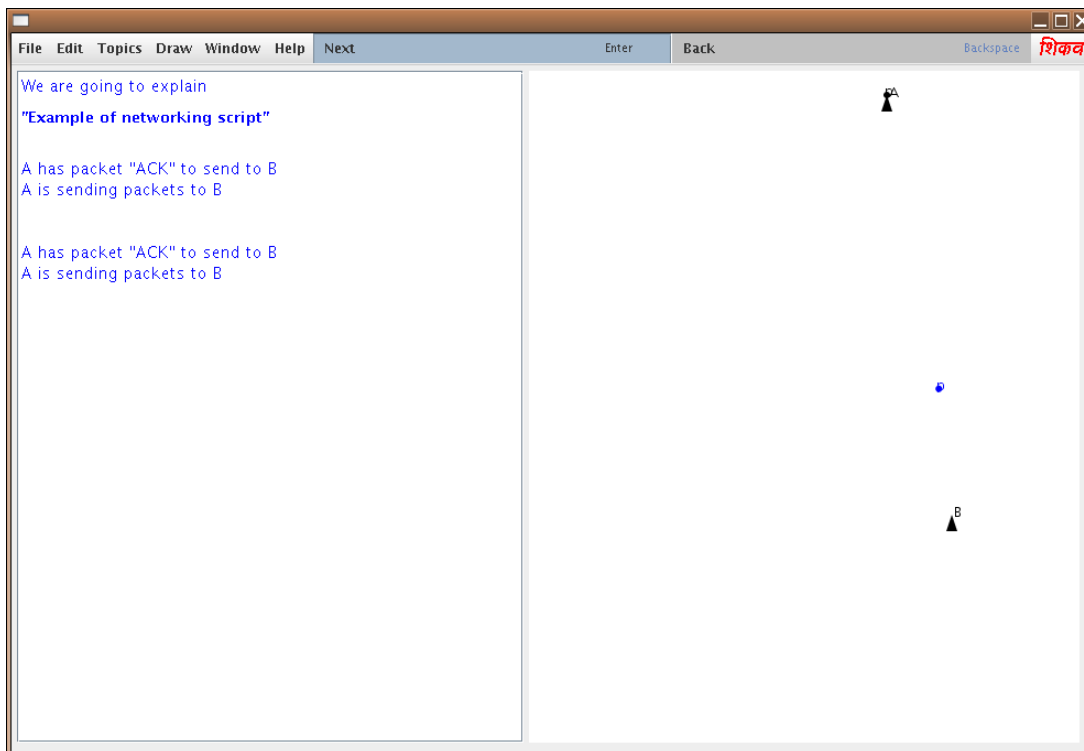 File Edit Topics Draw Window Help Next Enter Back Backspace शिकव
We are going to explain
"Example of networking script"
A has packet "ACK" to send to B
A is sending packets to B
A has packet "ACK" to send to B
A is sending packets to B
A
B